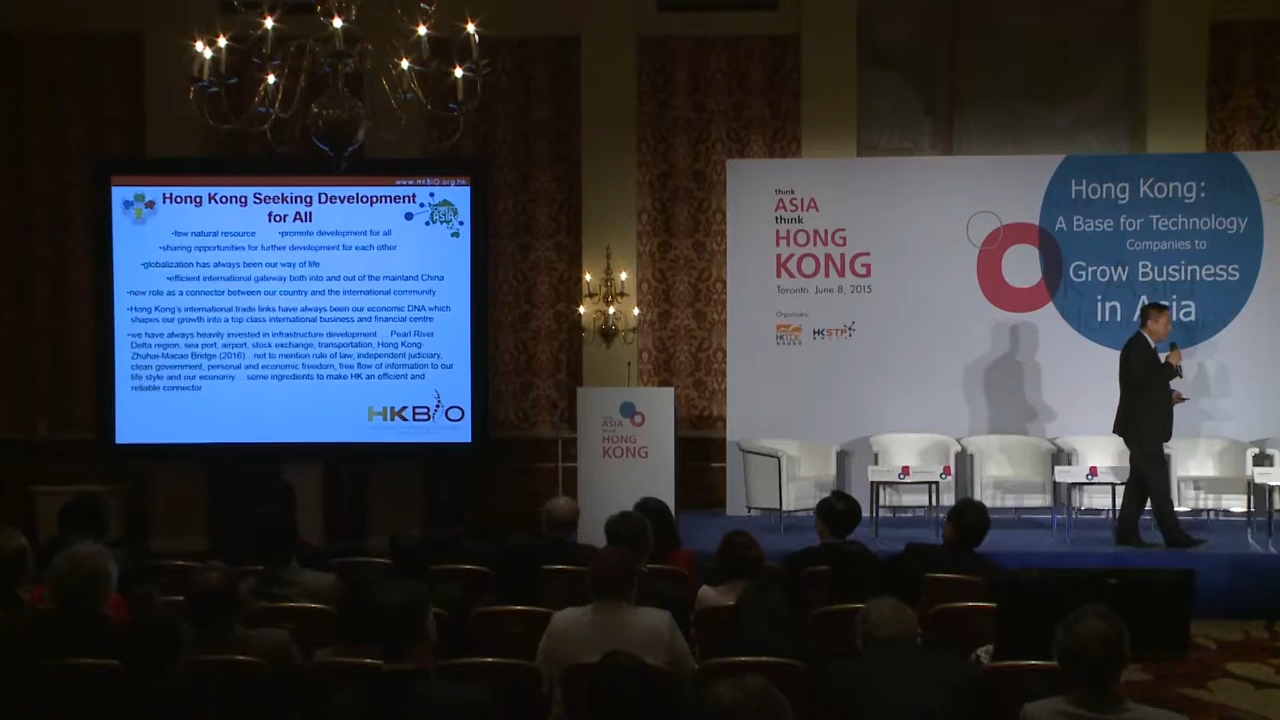 www.HKBIO.org.hk
Hong Kong Seeking Development
for All
ASIA
•few natural resource •promote development for all
•sharing opportunities for further development for each other
•globalization has always been our way of life
•efficient international gateway both into and out of the mainland China
•new role as a connector between our country and the international community
•Hong Kong's international trade links have always been our economic DNA which
shapes our growth into a top class international business and financial centre
•we have always heavily invested in infrastructure development... Pearl River
Delta region, sea port, airport, stock exchange, transportation, Hong Kong-
Zhuhai-Macao Bridge (2016)...not to mention rule of law, independent judiciary,
clean government, personal and economic freedom, free flow of information to our
life style and our economy... some ingredients to make HK an efficient and
reliable connector
HKBIO
think
ASIA
think
HONG
KONG
Toronto June 8, 2015
Organizers:
HKTDC
HKSTP
Hong Kong:
A Base for Technology
Companies to
Grow Business
in Asia
think
ASIA
think
HONG
KONG